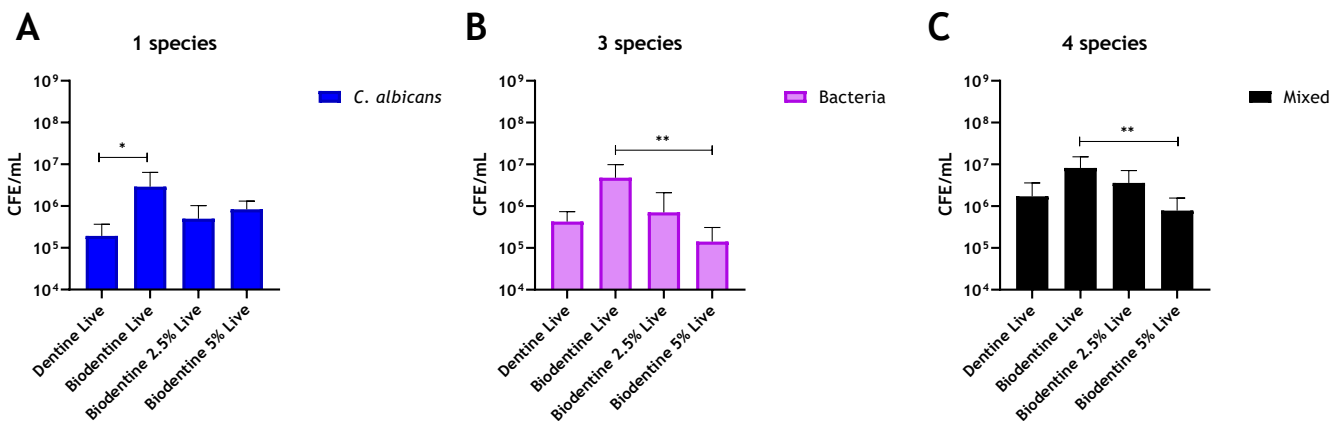 A
1 species
C. albicans
CFE/mL
10⁹
10⁸
10⁷
10⁶
10⁵
10⁴
*
Dentine Live
Biodentine Live
Biodentine 2.5% Live
Biodentine 5% Live
B
3 species
Bacteria
CFE/mL
10⁹
10⁸
10⁷
10⁶
10⁵
10⁴
**
Dentine Live
Biodentine Live
Biodentine 2.5% Live
Biodentine 5% Live
C
4 species
Mixed
CFE/mL
10⁹
10⁸
10⁷
10⁶
10⁵
10⁴
**
Dentine Live
Biodentine Live
Biodentine 2.5% Live
Biodentine 5% Live